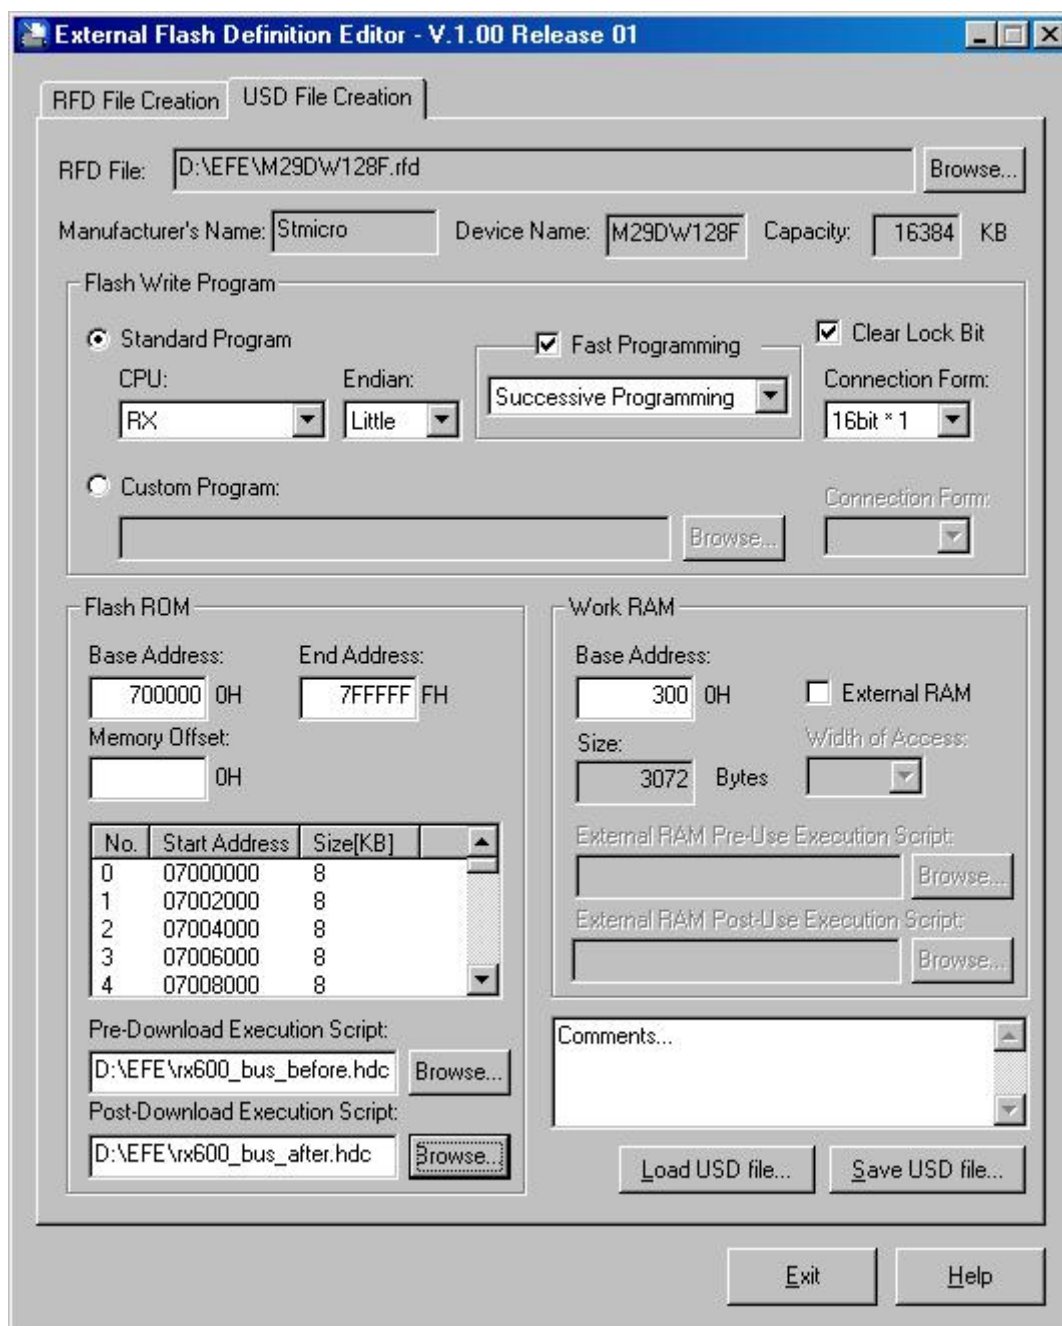 External Flash Definition Editor - V.1.00 Release 01
RFD File Creation USD File Creation
RFD File: D:\EFE\M29DW128F.rfd Browse...
Manufacturer's Name: Stmicro Device Name: M29DW128F Capacity: 16384 KB
Flash Write Program
Standard Program Fast Programming Clear Lock Bit
CPU: Endian: Connection Form:
RX Little Successive Programming 16bit * 1
Custom Program: Connection Form:
Browse...
Flash ROM
Base Address: End Address:
700000 0H 7FFFFF FH
Memory Offset:
0H
No. Start Address Size[KB]
0 07000000 8
1 07002000 8
2 07004000 8
3 07006000 8
4 07008000 8
Pre-Download Execution Script:
D:\EFE\rx600_bus_before.hdc Browse...
Post-Download Execution Script:
D:\EFE\rx600_bus_after.hdc Browse...
Work RAM
Base Address:
300 0H External RAM
Size: Width of Access:
3072 Bytes
External RAM Pre-Use Execution Script:
Browse...
External RAM Post-Use Execution Script:
Browse...
Comments...
Load USD file... Save USD file...
Exit Help